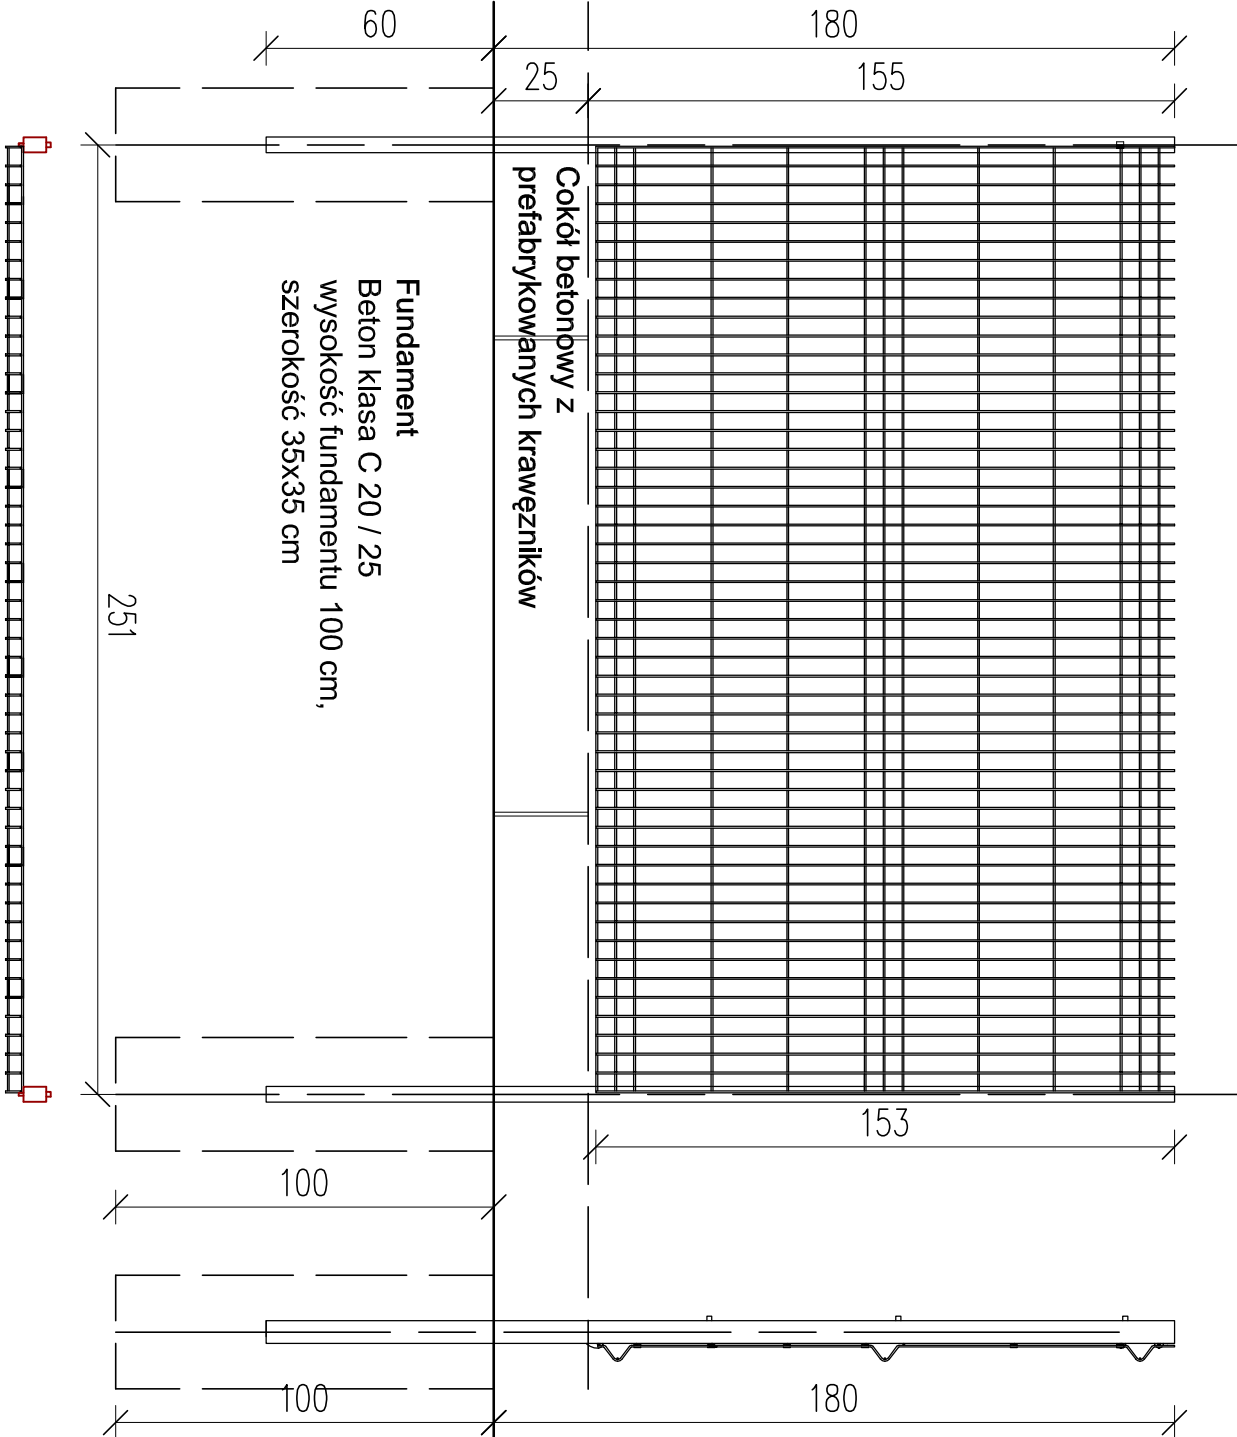 60
180
25
155
Cokół betonowy z
prefabrykowanych krawężników
Fundament
Beton klasa C 20 / 25
wysokość fundamentu 100 cm,
szerokość 35x35 cm
251
153
100
100
180